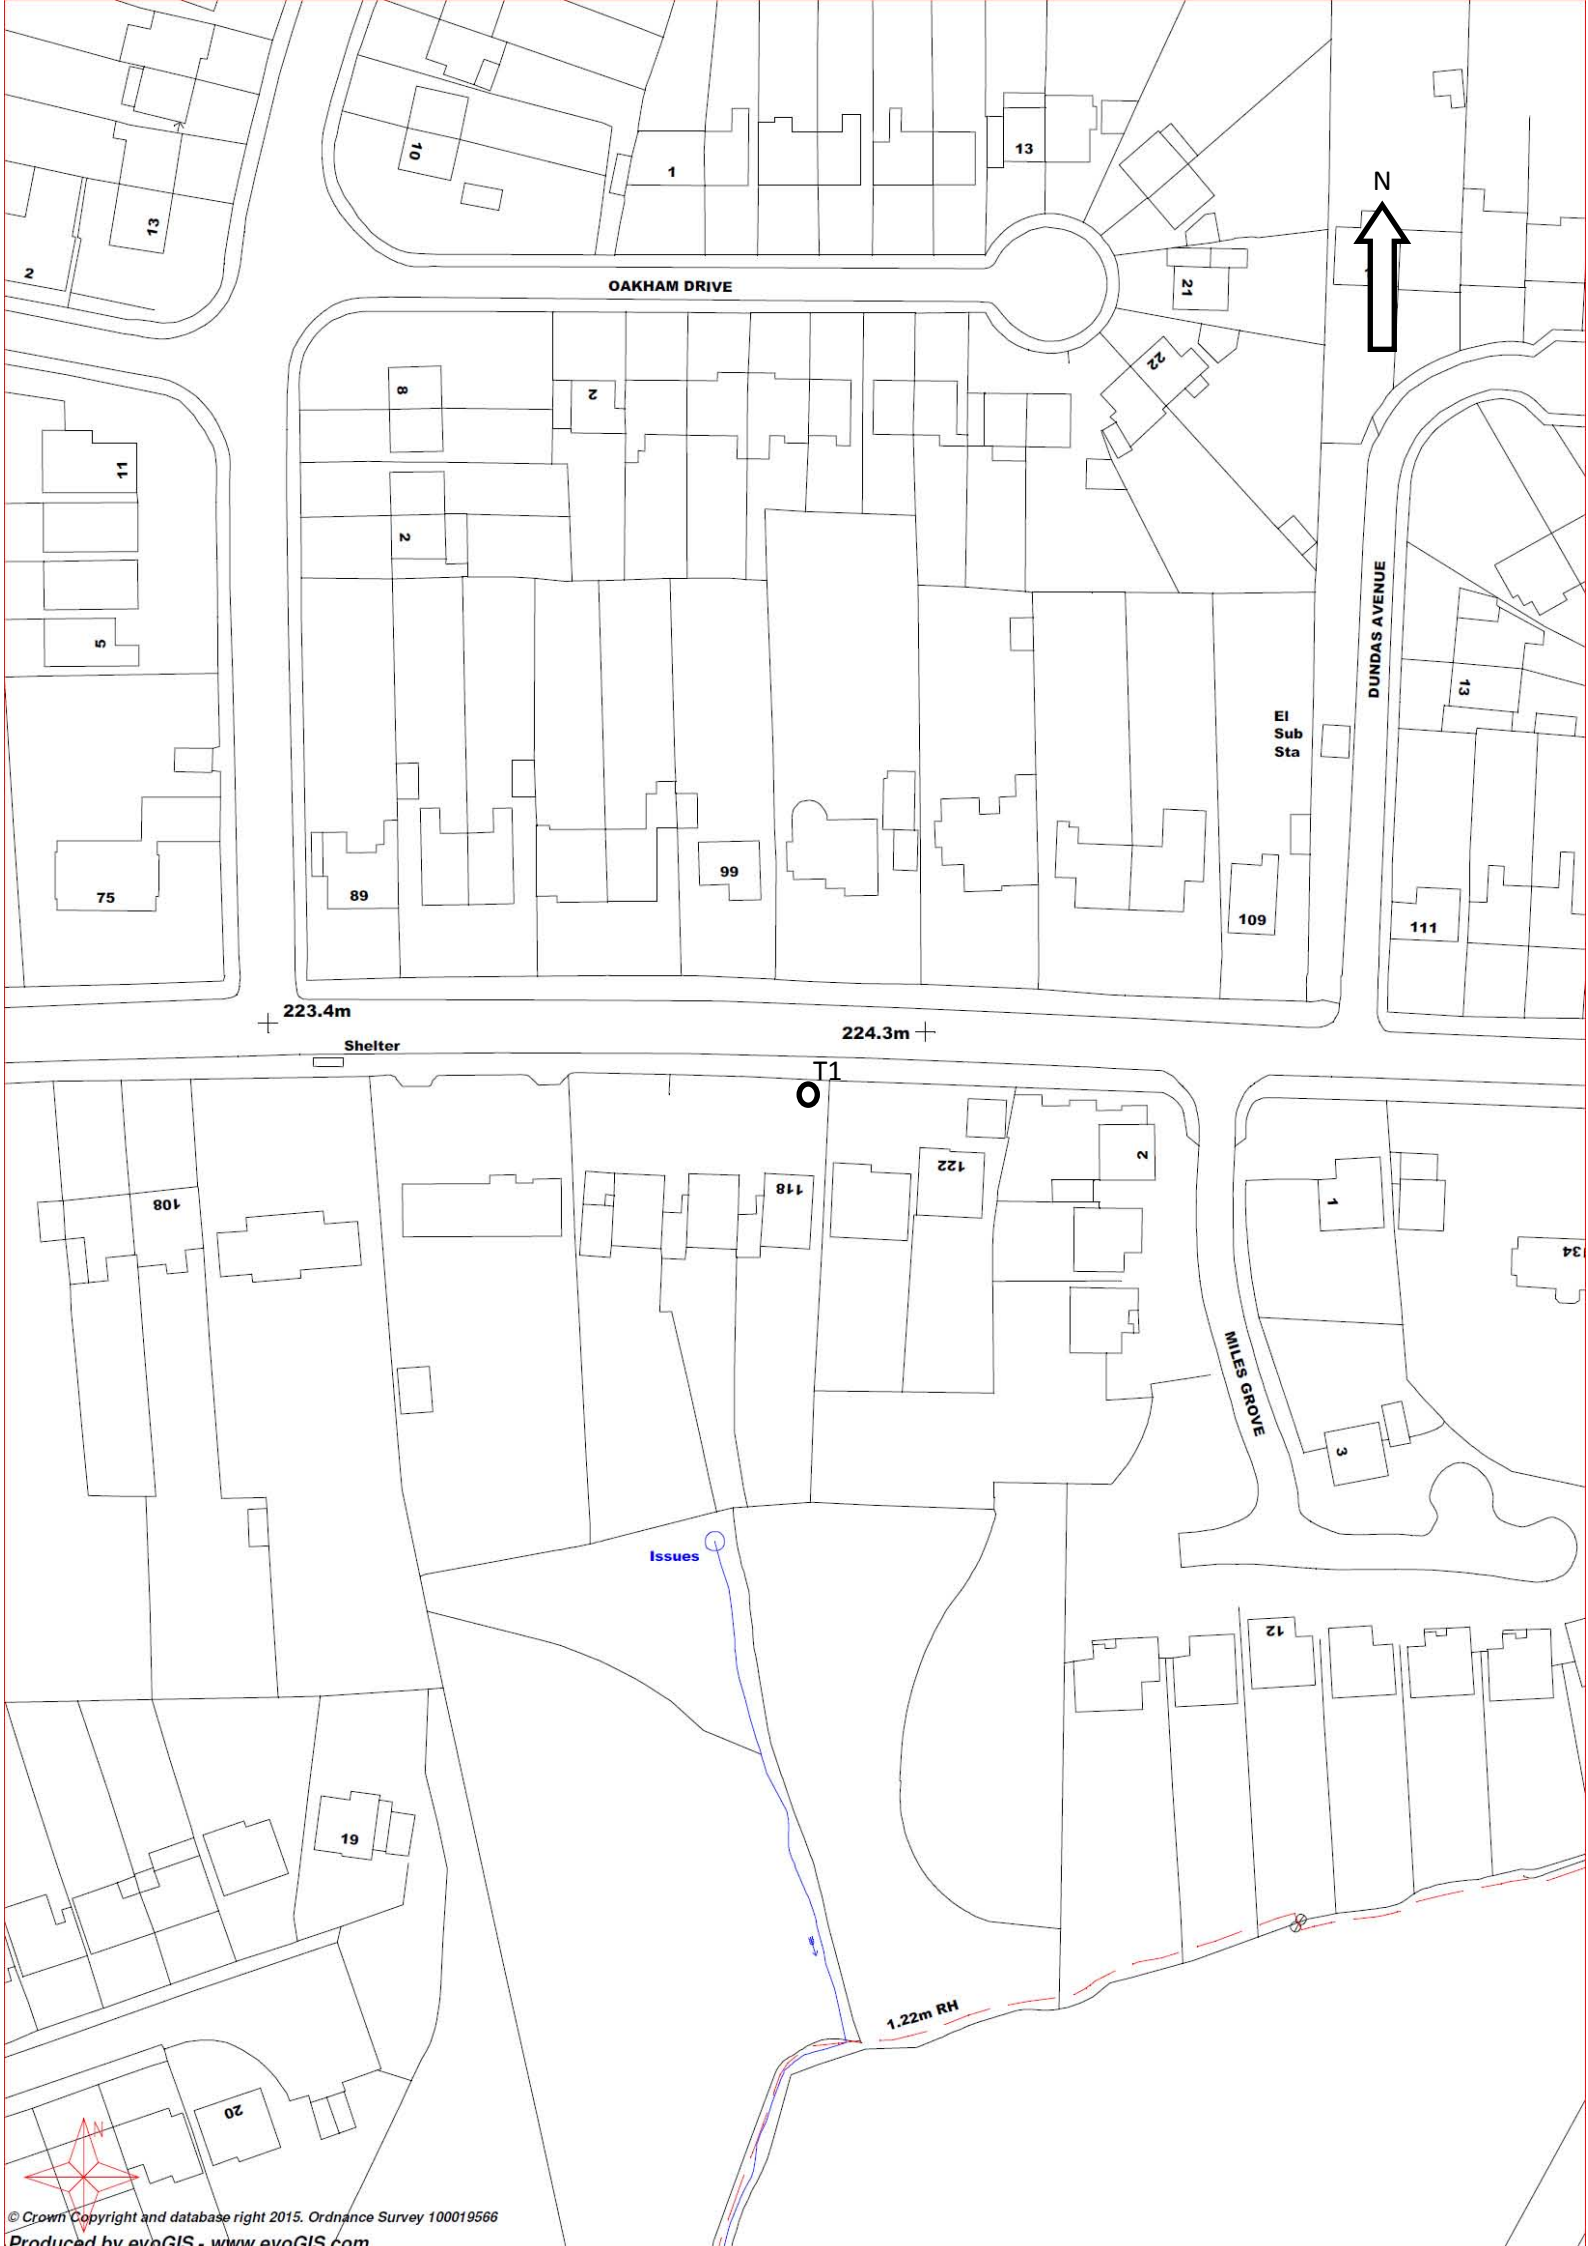 10
1
13
13
N
2
OAKHAM DRIVE
21
22
8
2
11
2
DUNDAS AVENUE
5
13
El
Sub
Sta
99
75
89
109
111
223.4m
224.3m
Shelter
T1
2
122
118
108
1
134
MILES GROVE
3
Issues
12
19
1.22m RH
20
N
© Crown Copyright and database right 2015. Ordnance Survey 100019566
Produced by evoGIS - www.evoGIS.com